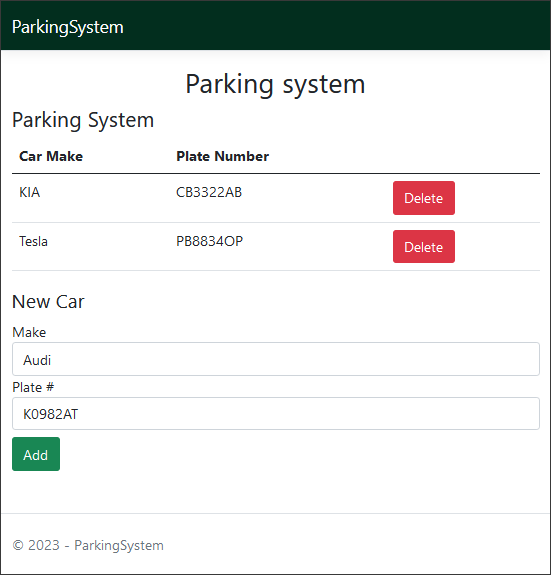 ParkingSystem
Parking system
Parking System
Car Make Plate Number
KIA CB3322AB Delete
Tesla PB8834OP Delete
New Car
Make
Audi
Plate #
K0982AT
Add
© 2023 - ParkingSystem